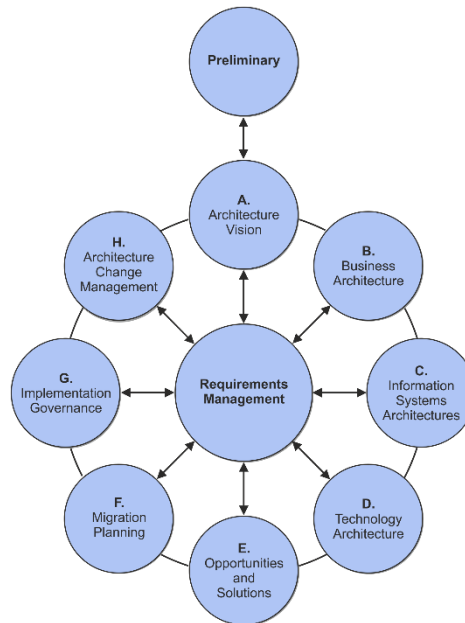 Preliminary
A.
Architecture
Vision
B.
Business
Architecture
C.
Information
Systems
Architectures
D.
Technology
Architecture
E.
Opportunities
and
Solutions
F.
Migration
Planning
G.
Implementation
Governance
H.
Architecture
Change
Management
Requirements
Management